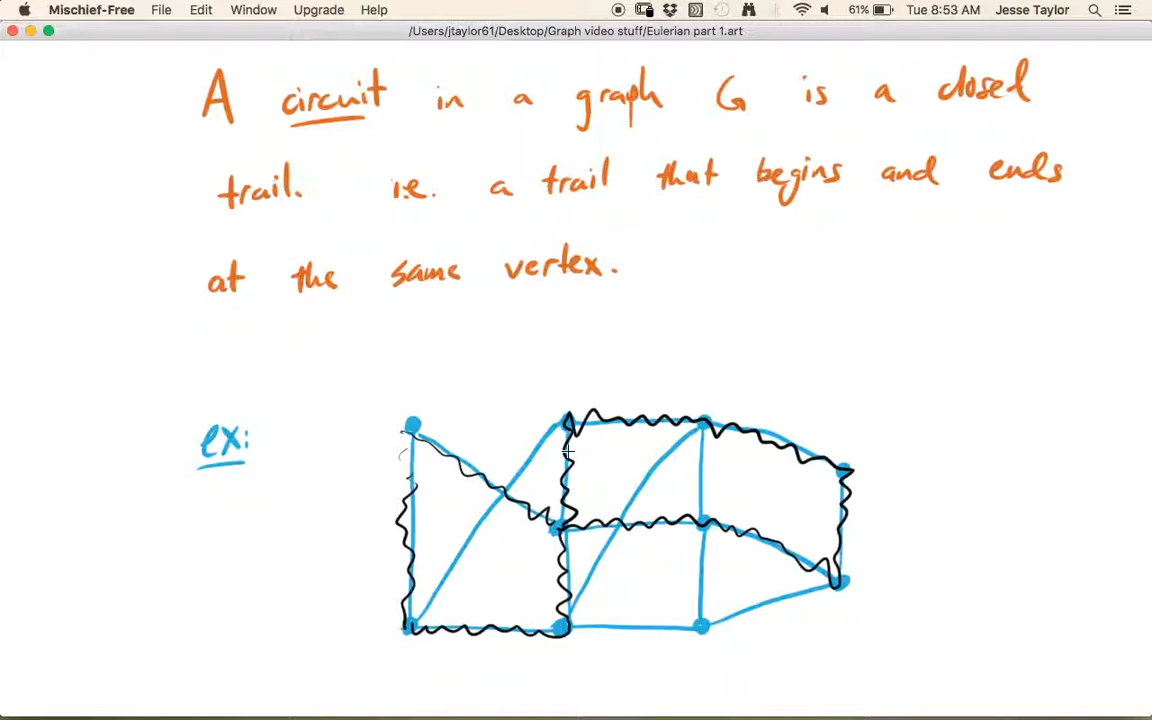 Mischief-Free File Edit Window Upgrade Help 61% Tue 8:53 AM Jesse Taylor
/Users/jtaylor61/Desktop/Graph video stuff/Eulerian part 1.art
A circuit in a graph G is a closed
trail. i.e. a trail that begins and ends
at the same vertex.
ex: